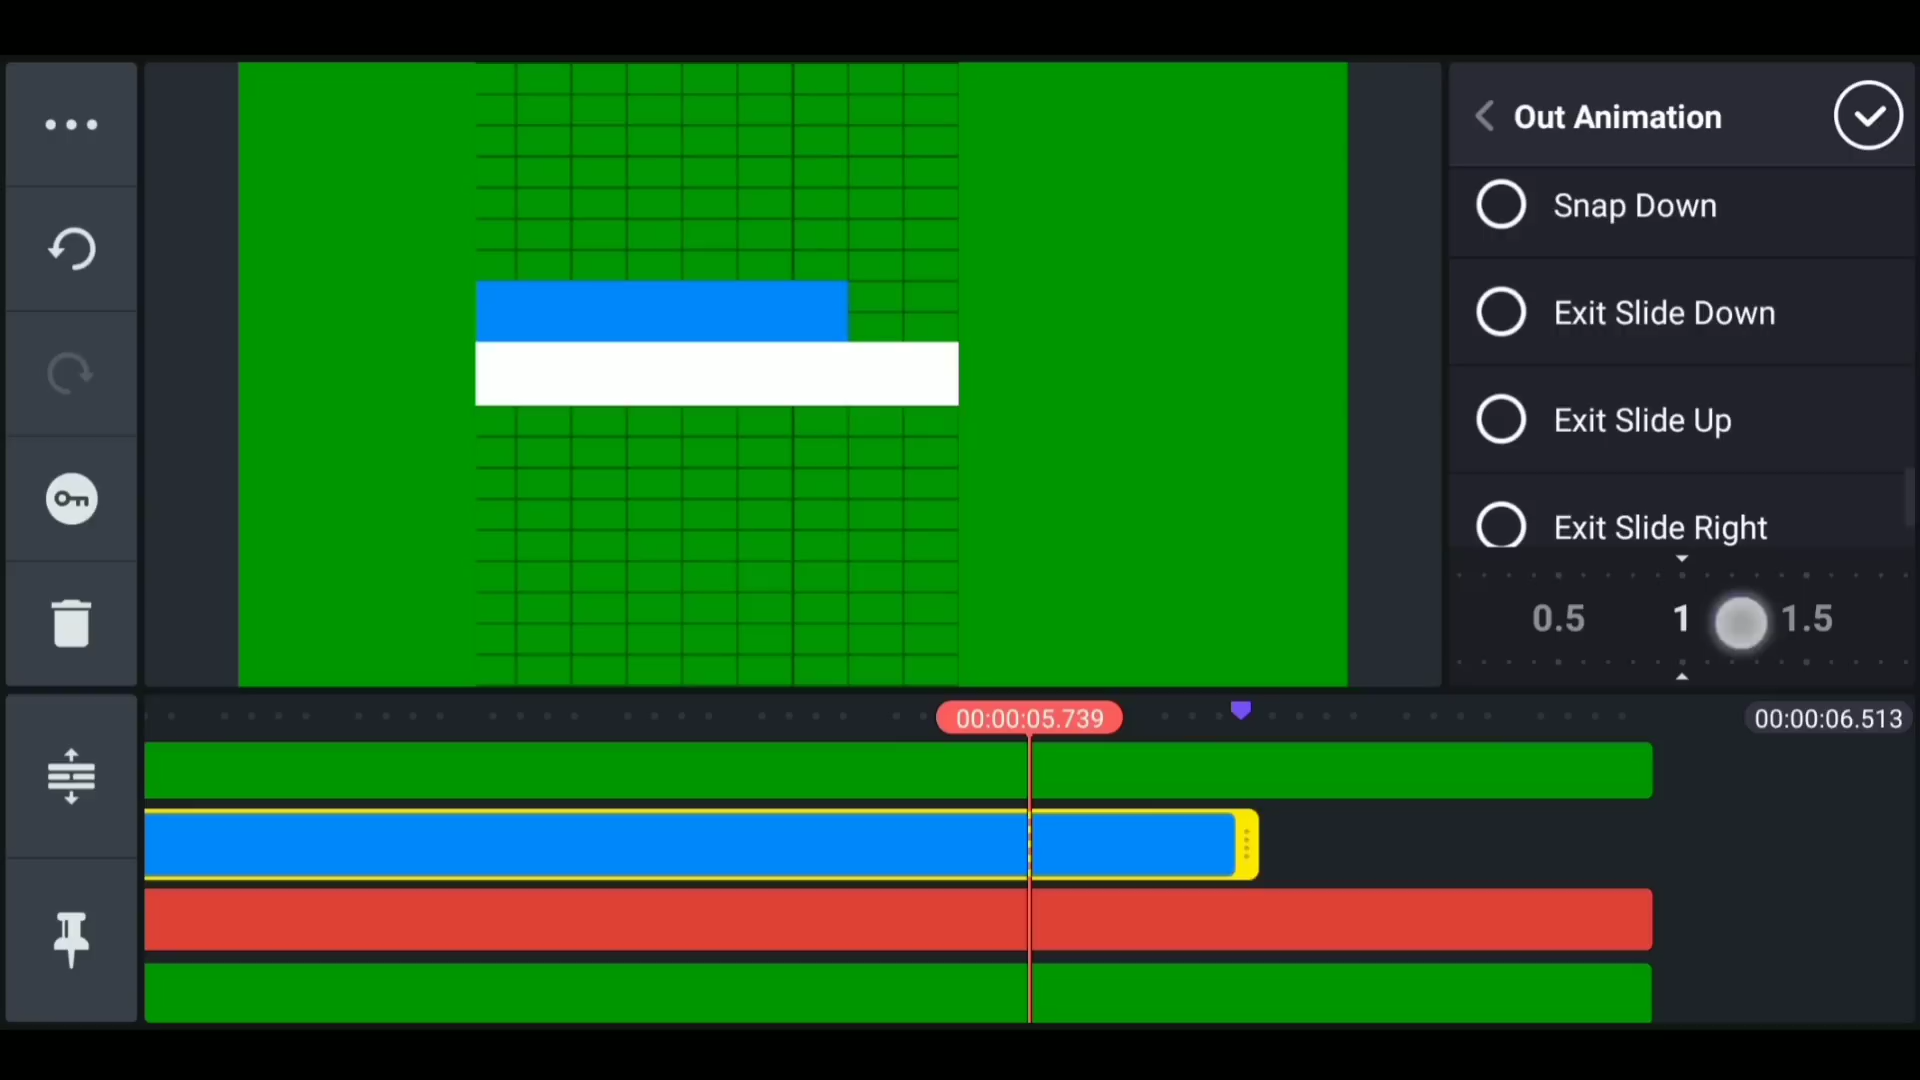 Out Animation
Snap Down
Exit Slide Down
Exit Slide Up
Exit Slide Right
0.5 1 1.5
00:00:05.739
00:00:06.513